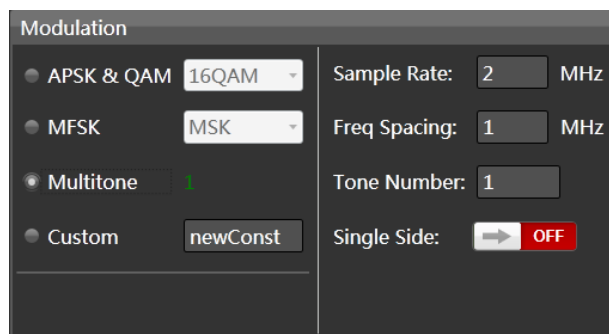 Modulation
APSK & QAM 16QAM
MFSK MSK
Multitone 1
Custom newConst
Sample Rate: 2 MHz
Freq Spacing: 1 MHz
Tone Number: 1
Single Side: OFF